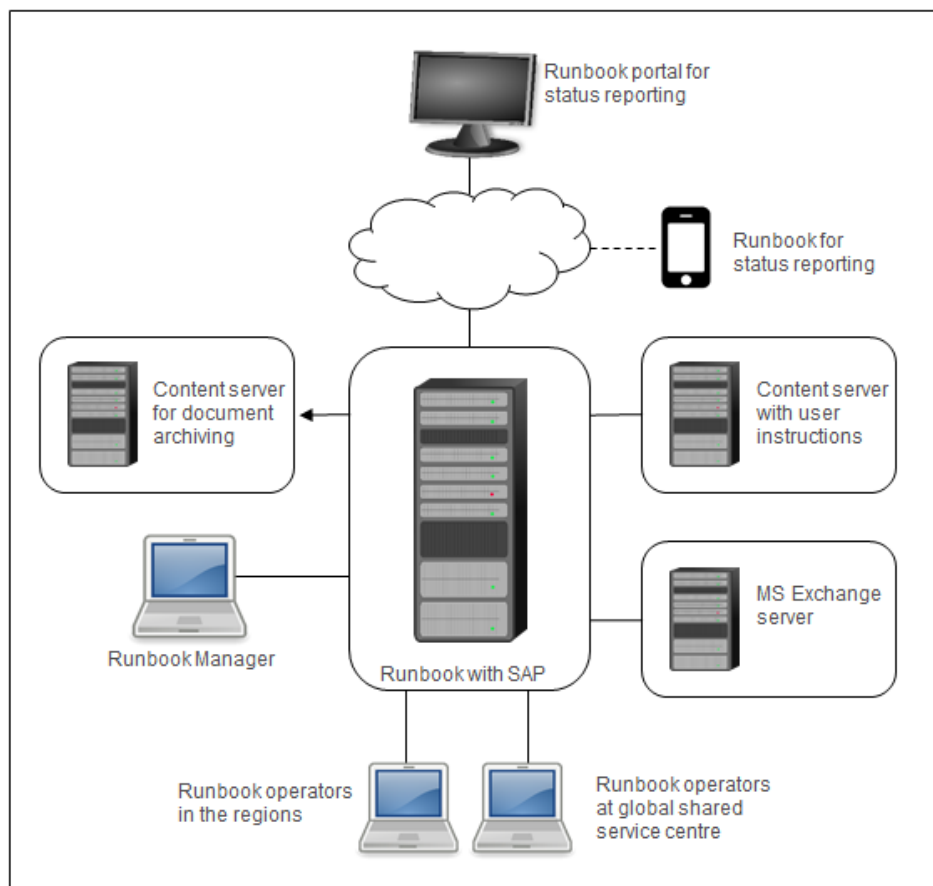 Runbook portal for
status reporting
Runbook for
status reporting
Content server
for document
archiving
Content server
with user
instructions
MS Exchange
server
Runbook Manager
Runbook with SAP
Runbook operators
in the regions
Runbook operators
at global shared
service centre